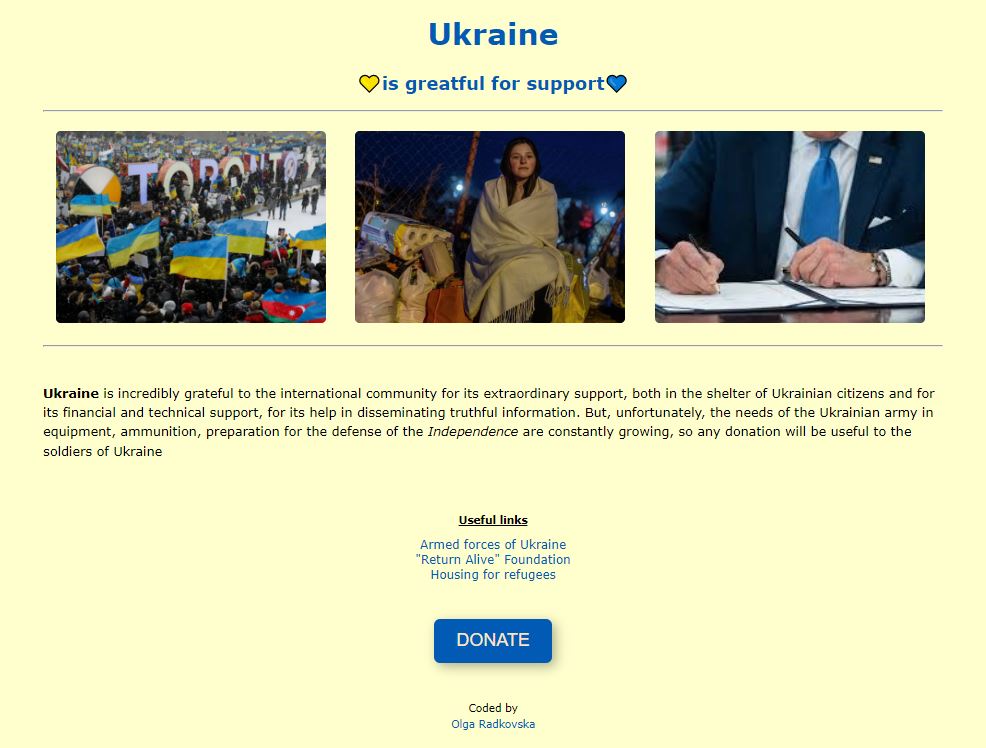 Ukraine
💛is greatful for support💙
TORONTO
Ukraine is incredibly grateful to the international community for its extraordinary support, both in the shelter of Ukrainian citizens and for
its financial and technical support, for its help in disseminating truthful information. But, unfortunately, the needs of the Ukrainian army in
equipment, ammunition, preparation for the defense of the Independence are constantly growing, so any donation will be useful to the
soldiers of Ukraine
Useful links
Armed forces of Ukraine
"Return Alive" Foundation
Housing for refugees
DONATE
Coded by
Olga Radkovska